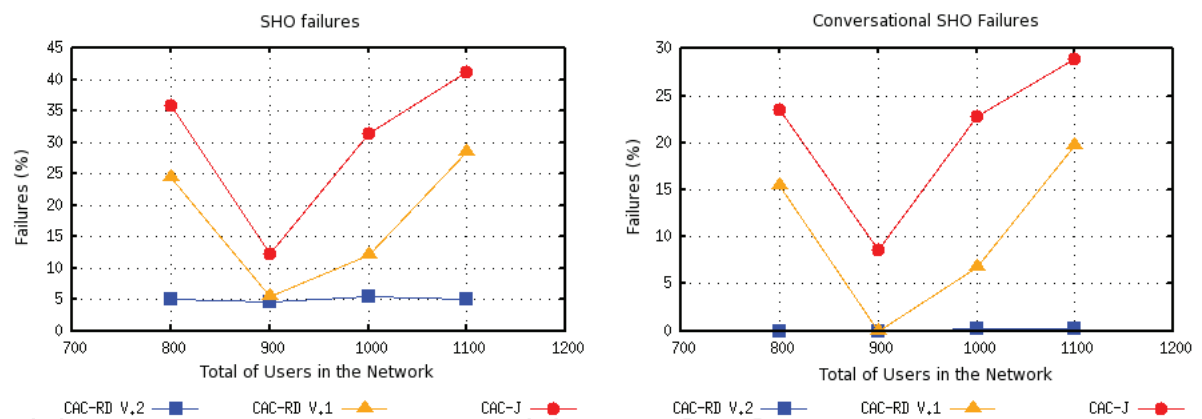 SHO failures
45
40
35
30
25
20
15
10
5
0
Failures (%)
700 800 900 1000 1100 1200
Total of Users in the Network
CAC-RD V.2 CAC-RD V.1 CAC-J
Conversational SHO Failures
30
25
20
15
10
5
0
Failures (%)
700 800 900 1000 1100 1200
Total of Users in the Network
CAC-RD V.2 CAC-RD V.1 CAC-J